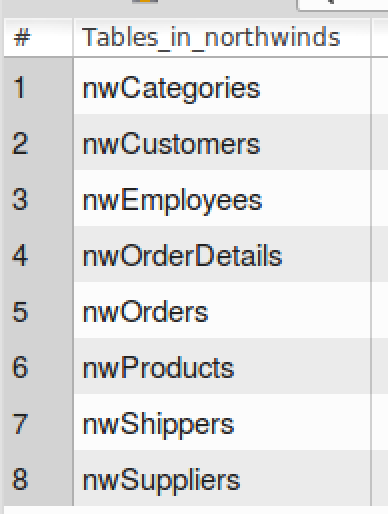 # Tables_in_northwinds
1 nwCategories
2 nwCustomers
3 nwEmployees
4 nwOrderDetails
5 nwOrders
6 nwProducts
7 nwShippers
8 nwSuppliers